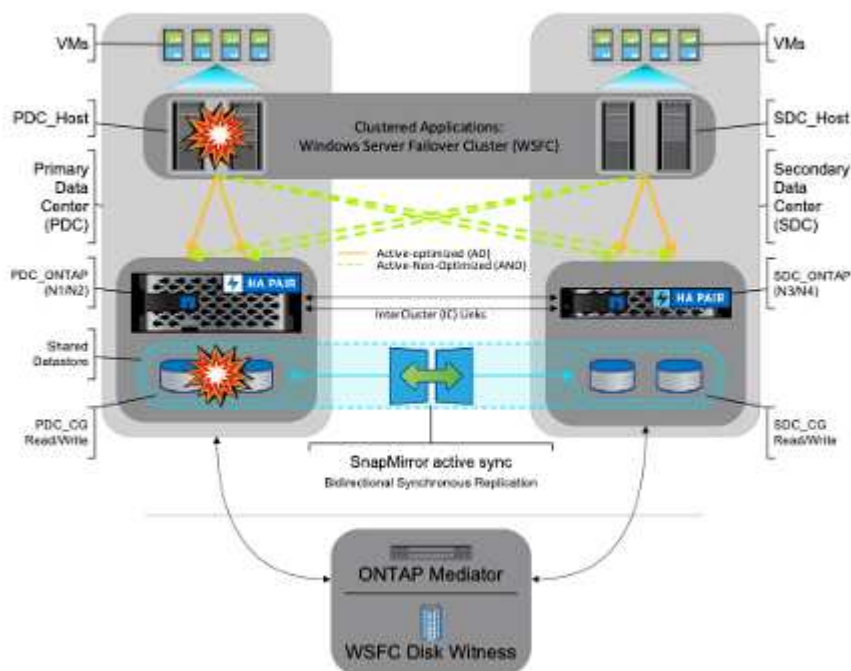 VMs
VMs
PDC_Host
SDC_Host
Clustered Applications:
Windows Server Failover Cluster (WSFC)
Primary
Data
Center
(PDC)
Secondary
Data
Center
(SDC)
Active-optimized (AO)
Active-Non-Optimized (ANO)
PDC_ONTAP
(N1/N2)
HA PAIR
SDC_ONTAP
(N3/N4)
HA PAIR
InterCluster (IC) Links
Shared
Datastore
PDC_CG
Read/Write
SDC_CG
Read/Write
SnapMirror active sync
Bidirectional Synchronous Replication
ONTAP Mediator
WSFC Disk Witness